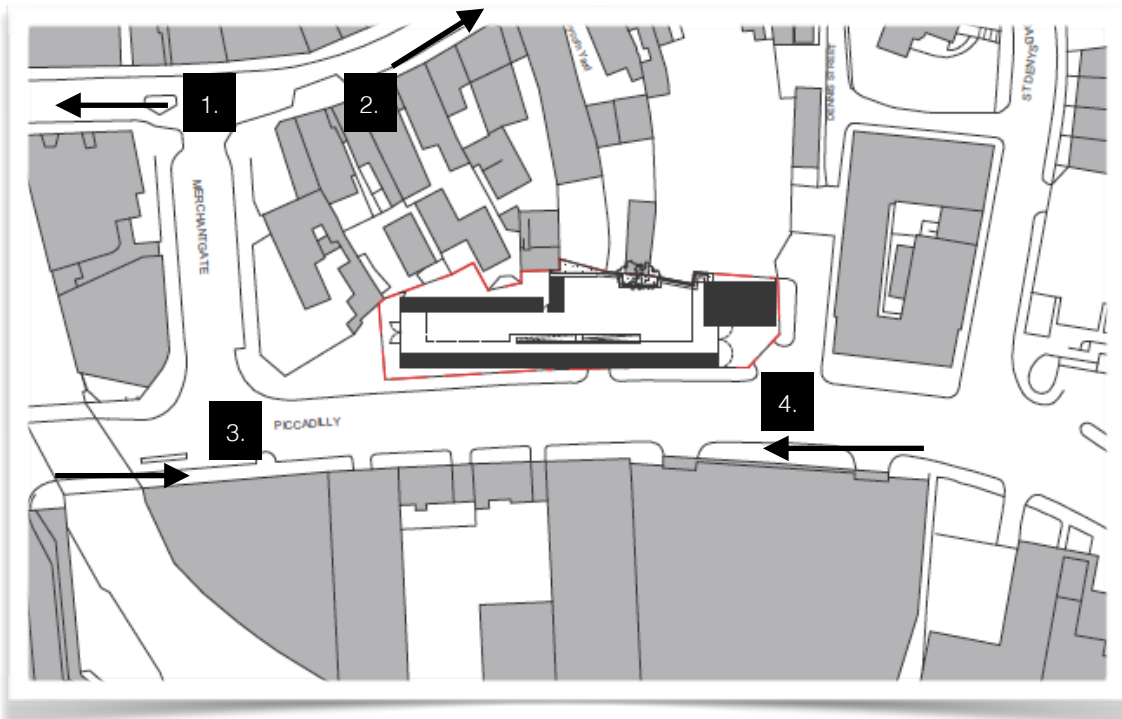 2.
1.
DENNIS STREET
ST DENYS
MERCHANTGATE
PICCADILLY
3.
4.